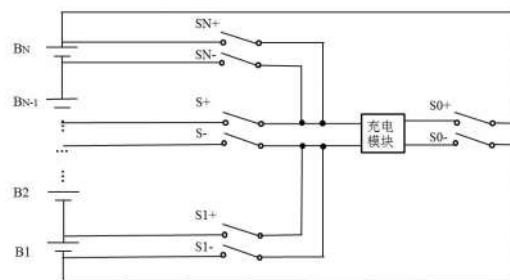 SN+
BN
SN-
BN-1
S+
充电
模块
S0+
S-
S0-
B2
S1+
B1
S1-